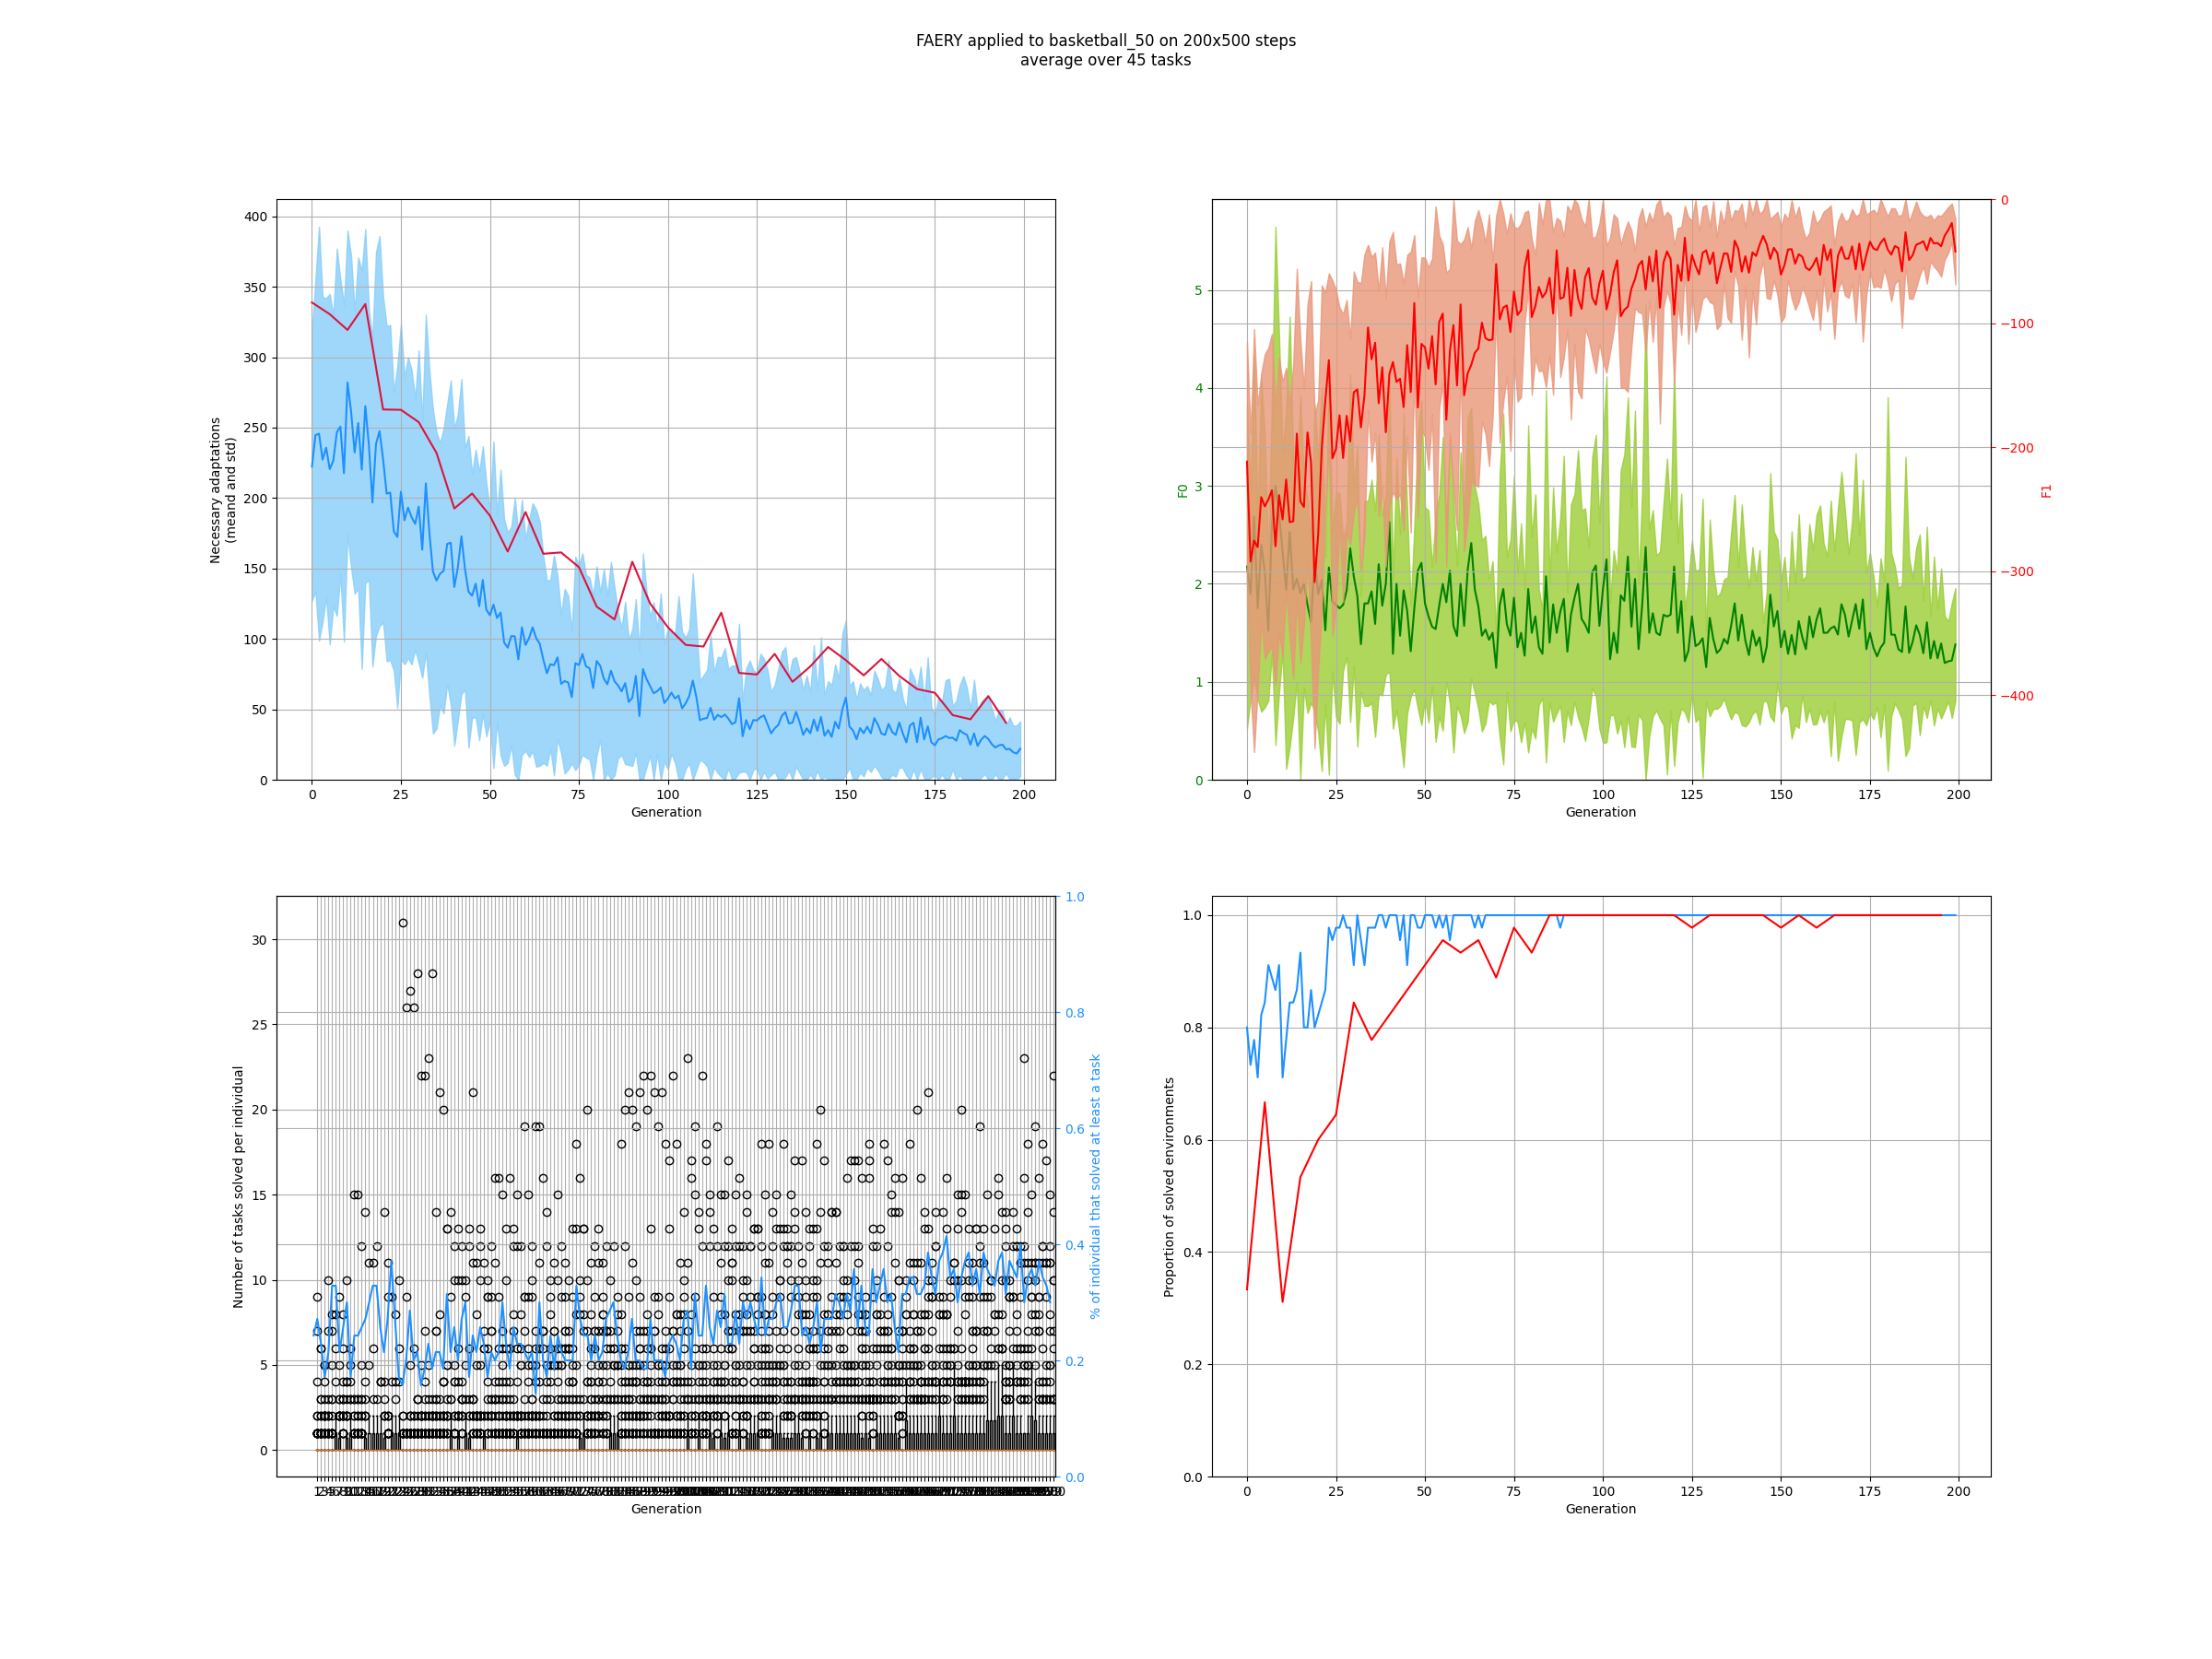 FAERY applied to basketball_50 on 200x500 steps
average over 45 tasks
Necessary adaptations
(meand and std)
400
350
300
250
200
150
100
50
0
0 25 50 75 100 125 150 175 200
Generation
F0
5
4
3
2
1
0
0
−100
−200
−300
−400
F1
0 25 50 75 100 125 150 175 200
Generation
Number of tasks solved per individual
30
25
20
15
10
5
0
1.0
0.8
0.6
0.4
0.2
0.0
% of individual that solved at least a task
Generation
Proportion of solved environments
1.0
0.8
0.6
0.4
0.2
0.0
0 25 50 75 100 125 150 175 200
Generation